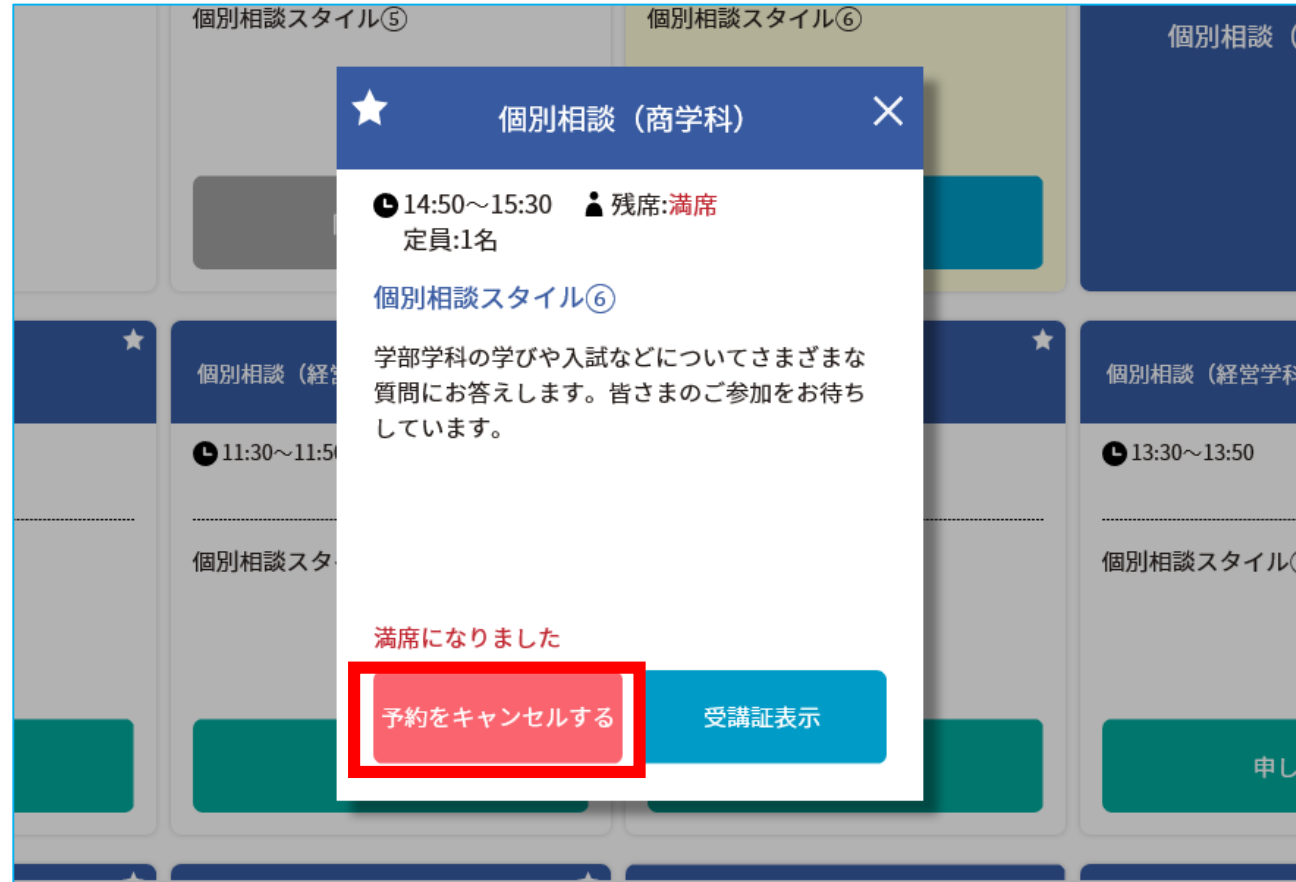 個別相談スタイル⑤
個別相談スタイル⑥
個別相談（
個別相談（商学科）
14:50～15:30 残席:満席
定員:1名
個別相談スタイル⑥
学部学科の学びや入試などについてさまざまな
質問にお答えします。皆さまのご参加をお待ち
しています。
満席になりました
予約をキャンセルする
受講証表示
個別相談（経
11:30～11:5
個別相談スタ
個別相談（経営学科
13:30～13:50
個別相談スタイル
申し